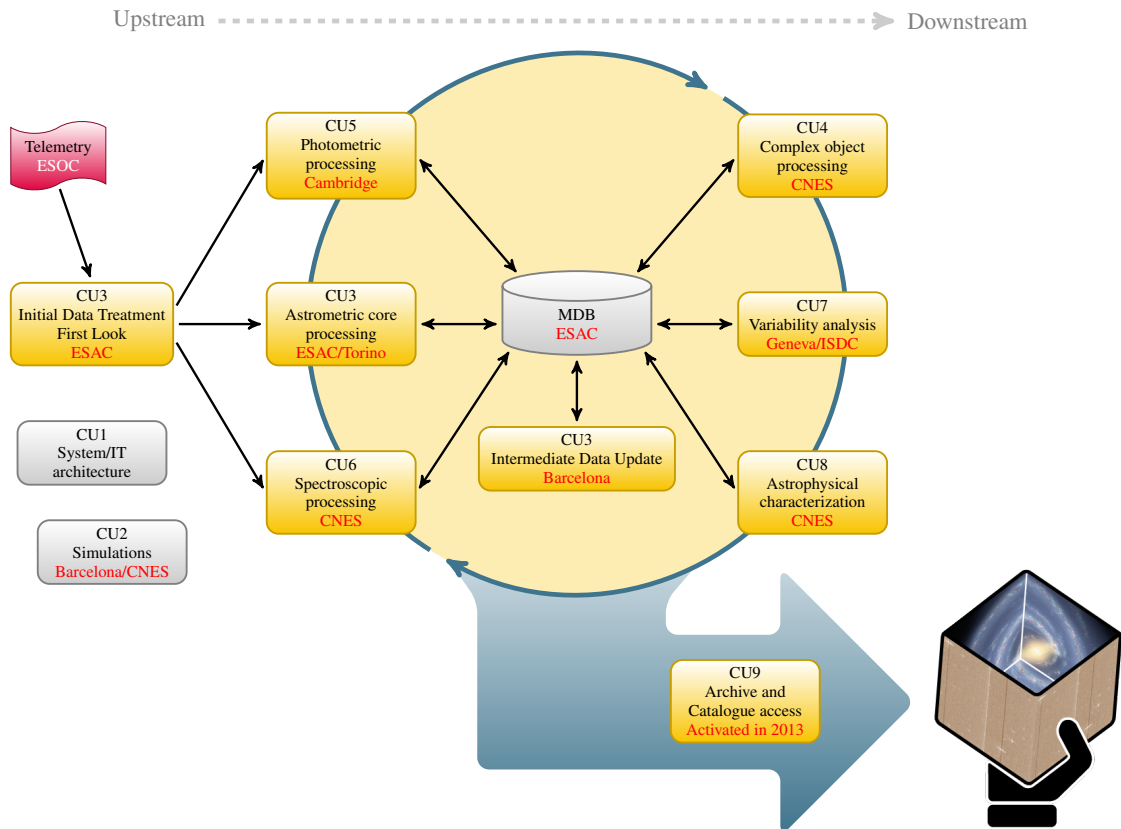 Upstream
Downstream
Telemetry
ESOC
CU5
Photometric
processing
Cambridge
CU4
Complex object
processing
CNES
CU3
Initial Data Treatment
First Look
ESAC
CU3
Astrometric core
processing
ESAC/Torino
MDB
ESAC
CU7
Variability analysis
Geneva/ISDC
CU1
System/IT
architecture
CU6
Spectroscopic
processing
CNES
CU3
Intermediate Data Update
Barcelona
CU8
Astrophysical
characterization
CNES
CU2
Simulations
Barcelona/CNES
CU9
Archive and
Catalogue access
Activated in 2013